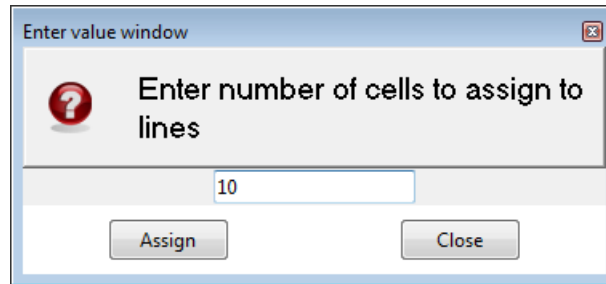 Enter value window
Enter number of cells to assign to
lines
10
Assign Close